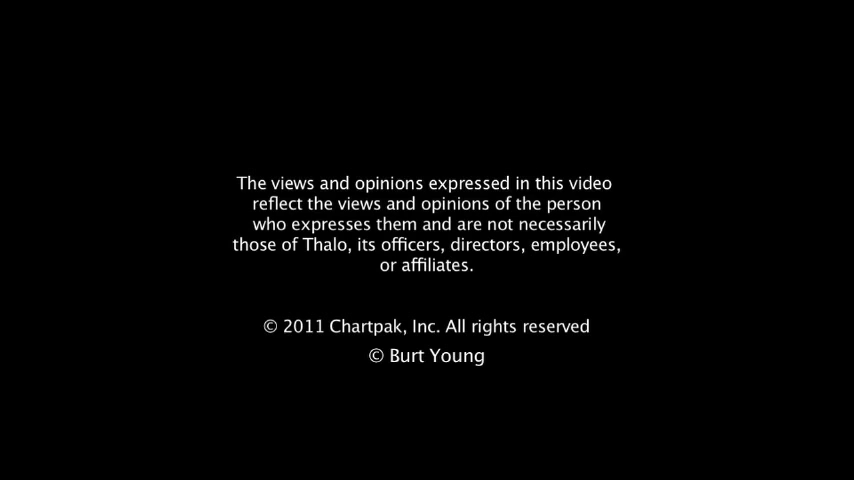 The views and opinions expressed in this video
reflect the views and opinions of the person
who expresses them and are not necessarily
those of Thalo, its officers, directors, employees,
or affiliates.
© 2011 Chartpak, Inc. All rights reserved
© Burt Young